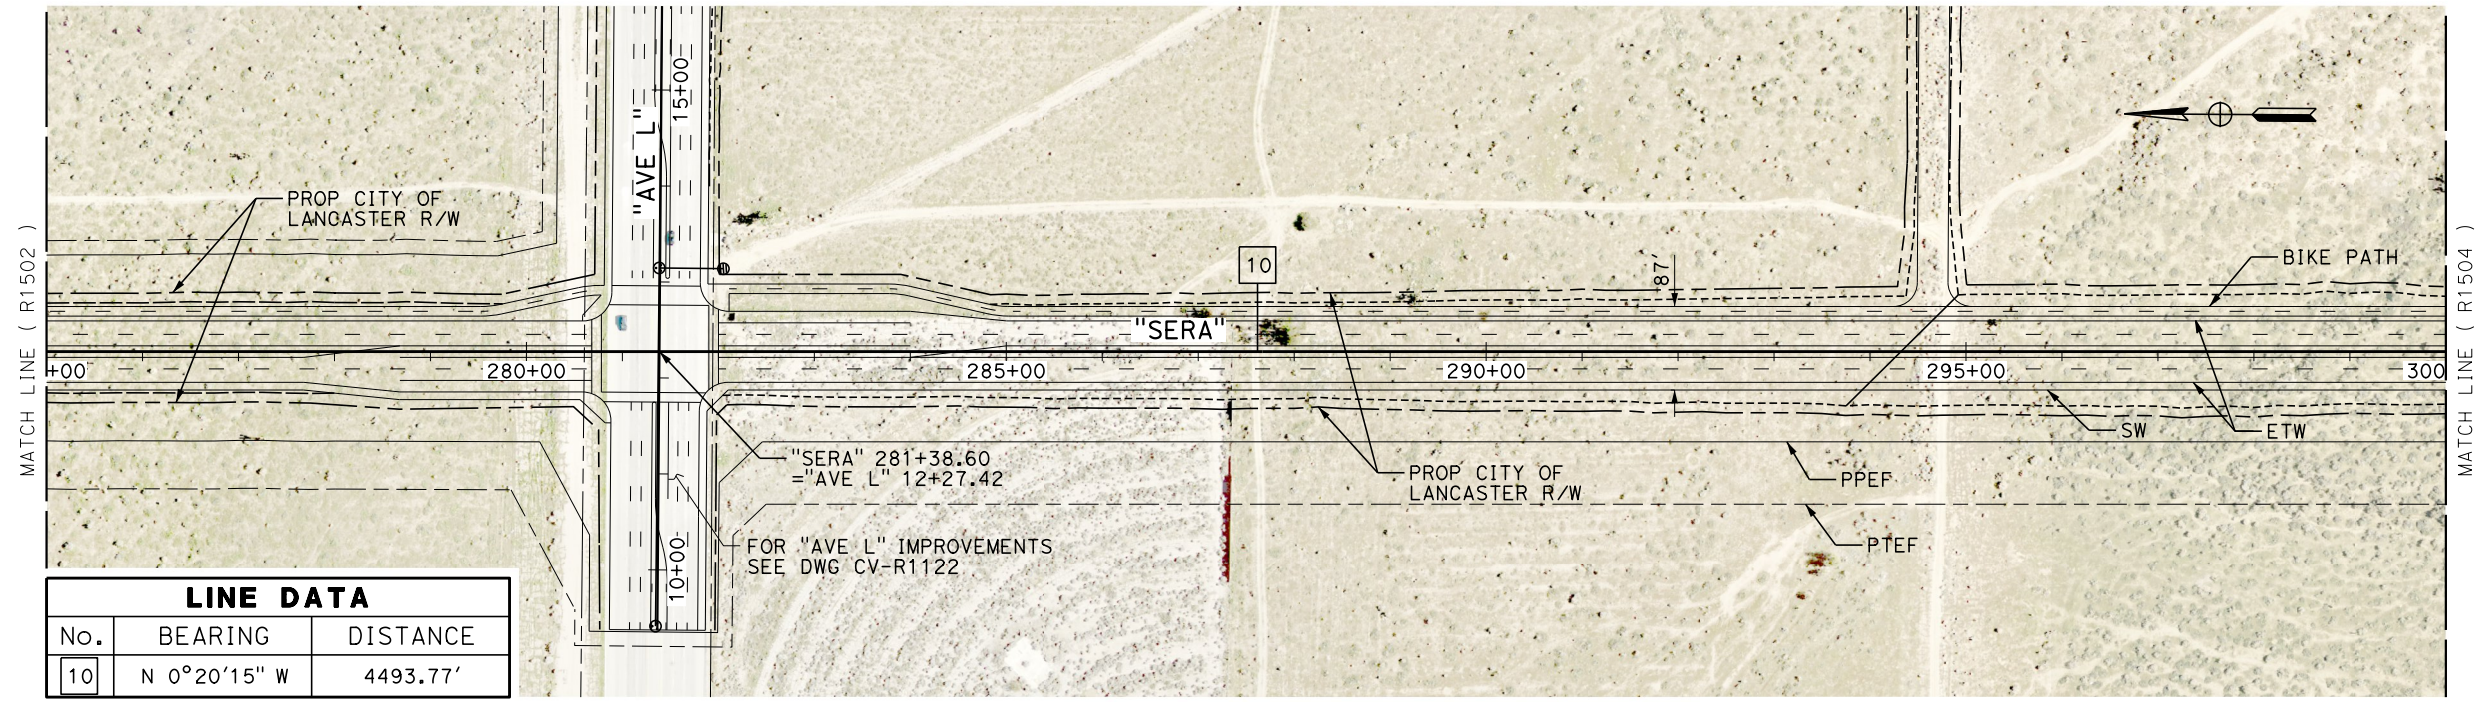 MATCH LINE ( R1502 )
"AVE L"
15+00
PROP CITY OF
LANCASTER R/W
10
87'
BIKE PATH
"SERA"
+00
280+00
285+00
290+00
295+00
300
SW
ETW
"SERA" 281+38.60
="AVE L" 12+27.42
PROP CITY OF
LANCASTER R/W
PPEF
PTEF
FOR "AVE L" IMPROVEMENTS
SEE DWG CV-R1122
10+00
LINE DATA
No. BEARING DISTANCE
10 N 0°20'15" W 4493.77'
MATCH LINE ( R1504 )